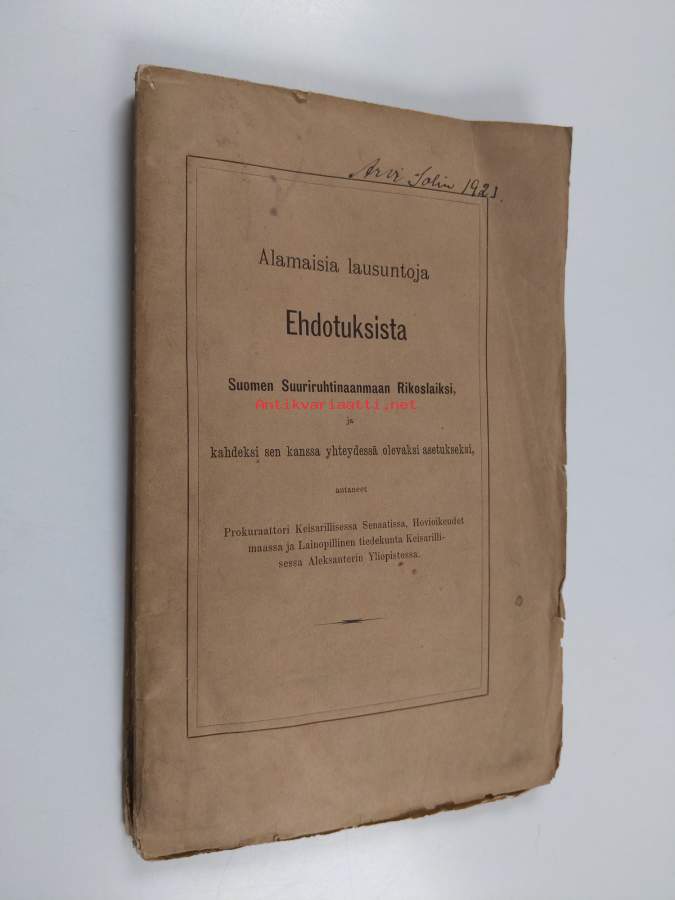 Arvi Solin 1923.
Alamaisia lausuntoja
Ehdotuksista
Suomen Suuriruhtinaanmaan Rikoslaiksi,
Antikvariaatti.net
ja
kahdeksi sen kanssa yhteydessä olevaksi asetukseksi,
antaneet
Prokuraattori Keisarillisessa Senaatissa, Hovioikeudet
maassa ja Lainopillinen tiedekunta Keisarilli-
sessa Aleksanterin Yliopistossa.